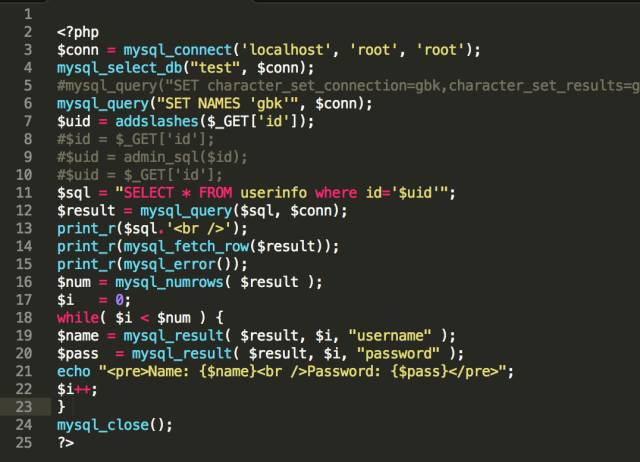 1
2 <?php
3 $conn = mysql_connect('localhost', 'root', 'root');
4 mysql_select_db("test", $conn);
5 #mysql_query("SET character_set_connection=gbk,character_set_results=g
6 mysql_query("SET NAMES 'gbk'", $conn);
7 $uid = addslashes($_GET['id']);
8 #$id = $_GET['id'];
9 #$uid = admin_sql($id);
10 #$uid = $_GET['id'];
11 $sql = "SELECT * FROM userinfo where id='$uid'";
12 $result = mysql_query($sql, $conn);
13 print_r($sql.'<br />');
14 print_r(mysql_fetch_row($result));
15 print_r(mysql_error());
16 $num = mysql_numrows( $result );
17 $i   = 0;
18 while( $i < $num ) {
19 $name = mysql_result( $result, $i, "username" );
20 $pass  = mysql_result( $result, $i, "password" );
21 echo "<pre>Name: {$name}<br />Password: {$pass}</pre>";
22 $i++;
23 }
24 mysql_close();
25 ?>